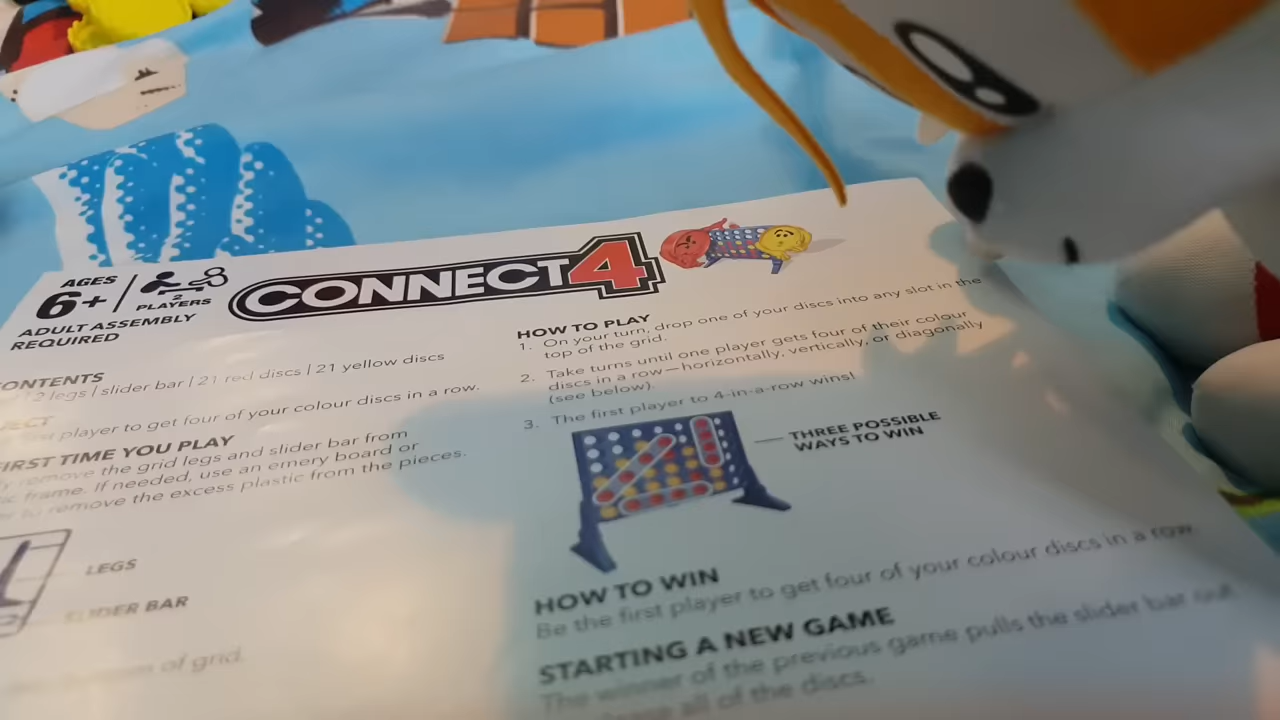 AGES
6+
2
PLAYERS
ADULT ASSEMBLY
REQUIRED
CONNECT 4
2 legs | slider bar | 21 red discs | 21 yellow discs
player to get four of your colour discs in a row.
FIRST TIME YOU PLAY
remove the grid legs and slider bar from
frame. If needed, use an emery board or
to remove the excess plastic from the pieces.
LEGS
SLIDER BAR
of grid.
HOW TO PLAY
1. On your turn, drop one of your discs into any slot in the
top of the grid.
2. Take turns until one player gets four of their colour
discs in a row—horizontally, vertically, or diagonally
(see below).
3. The first player to 4-in-a-row wins!
THREE POSSIBLE
WAYS TO WIN
HOW TO WIN
Be the first player to get four of your colour discs in a row.
STARTING A NEW GAME
The winner of the previous game pulls the slider bar out
all of the discs.